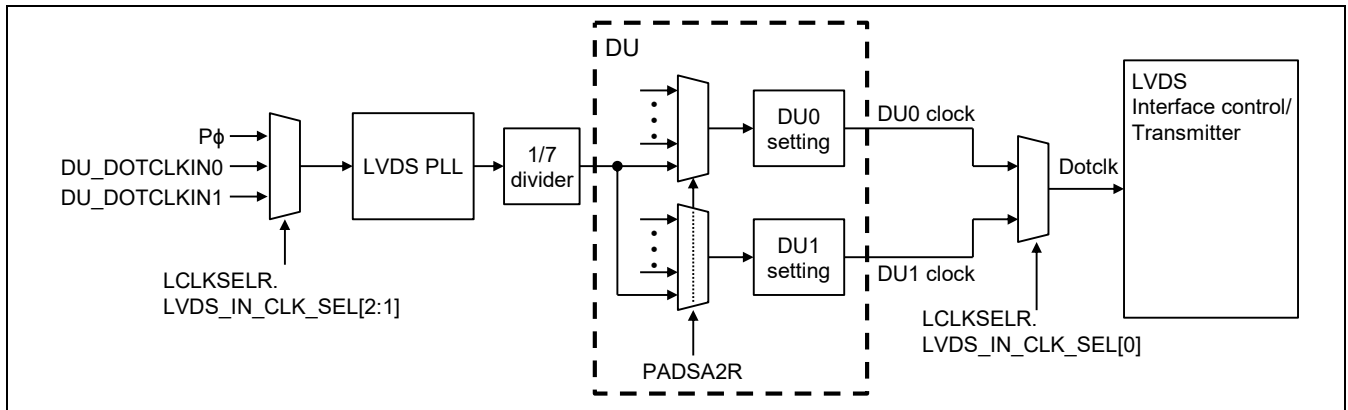 DU
Pϕ
DU_DOTCLKIN0
DU_DOTCLKIN1
LCLKSELR.
LVDS_IN_CLK_SEL[2:1]
LVDS PLL
1/7
divider
DU0
setting
DU1
setting
PADSA2R
DU0 clock
DU1 clock
LCLKSELR.
LVDS_IN_CLK_SEL[0]
Dotclk
LVDS
Interface control/
Transmitter